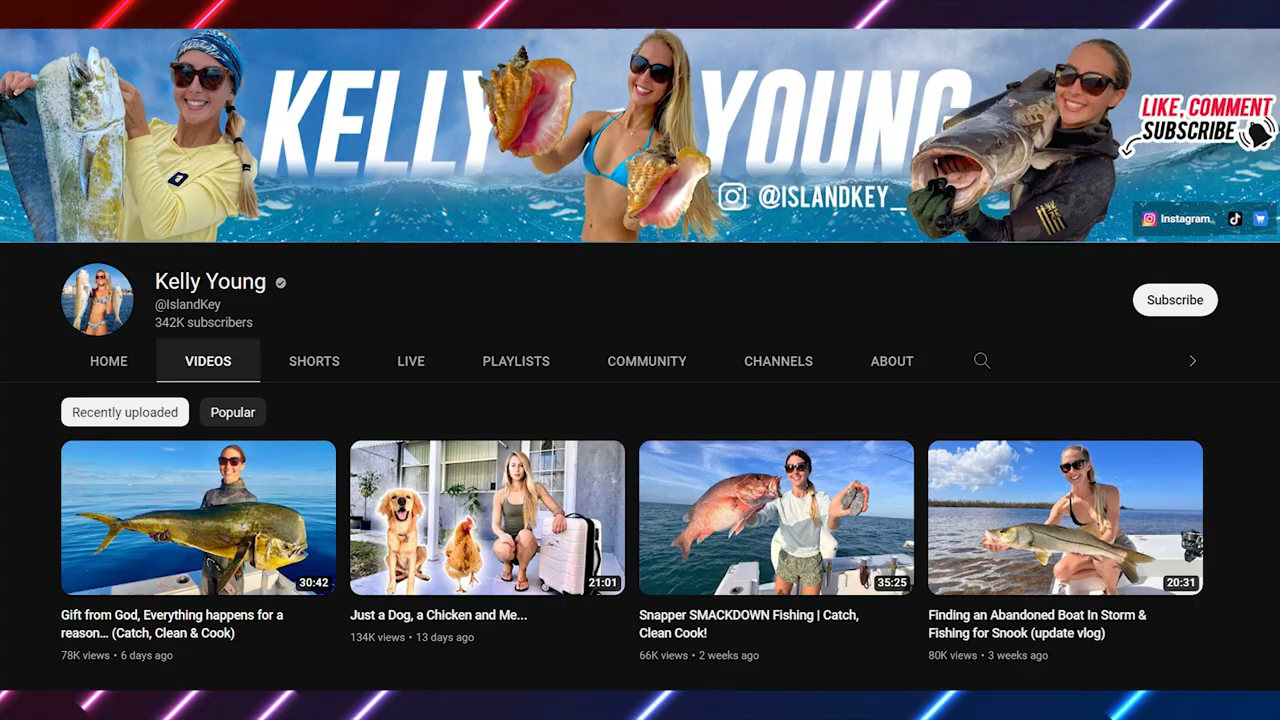 KELLY YOUNG
@ISLANDKEY_
LIKE, COMMENT
SUBSCRIBE
Instagram
Kelly Young
@IslandKey
342K subscribers
Subscribe
HOME VIDEOS SHORTS LIVE PLAYLISTS COMMUNITY CHANNELS ABOUT
Recently uploaded Popular
30:42
21:01
35:25
20:31
Gift from God, Everything happens for a
reason... (Catch, Clean & Cook)
78K views • 6 days ago
Just a Dog, a Chicken and Me...
134K views • 13 days ago
Snapper SMACKDOWN Fishing | Catch,
Clean Cook!
66K views • 2 weeks ago
Finding an Abandoned Boat In Storm &
Fishing for Snook (update vlog)
80K views • 3 weeks ago